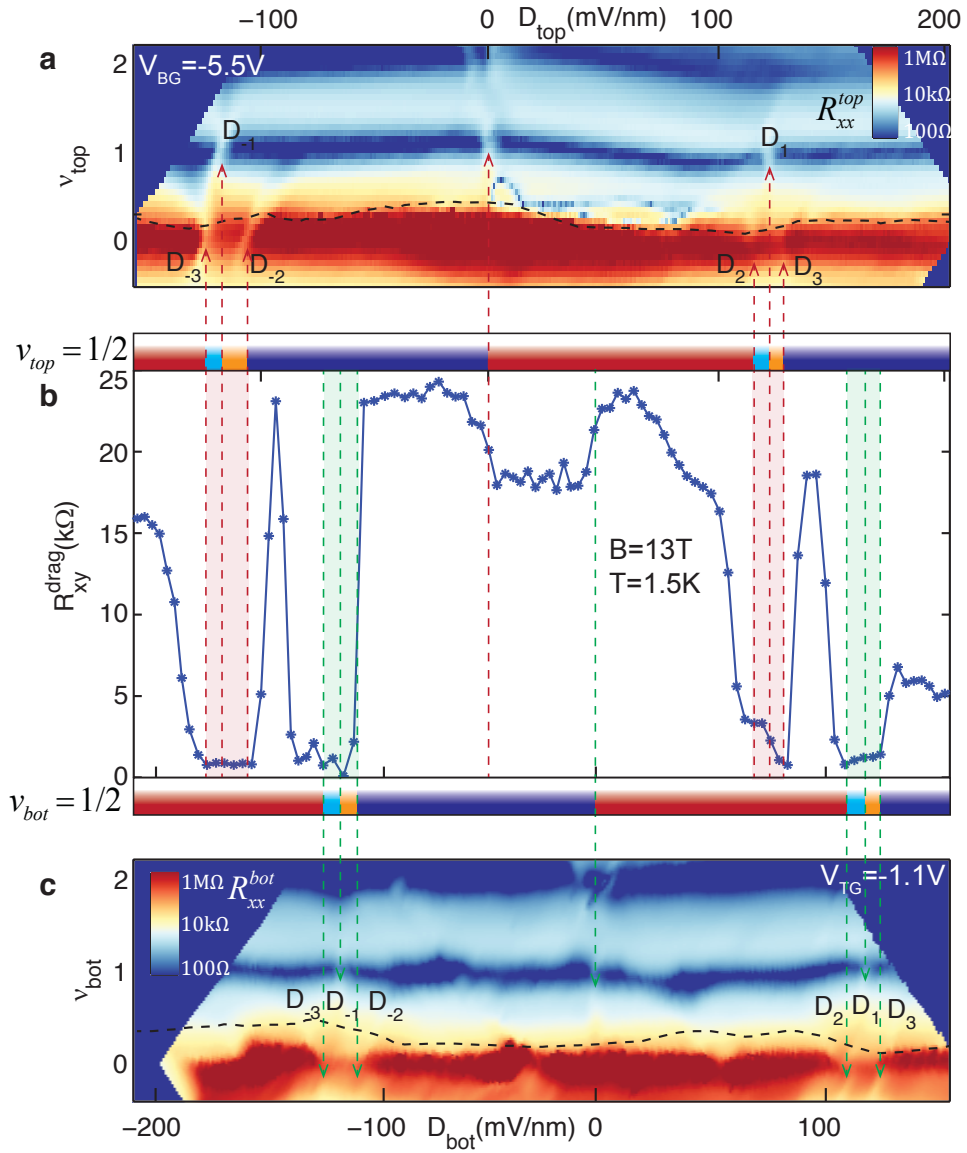 −100 0 D_top(mV/nm) 100 200
a
V_BG=-5.5V
1MΩ
10kΩ
100Ω
R_xx^top
2
1
0
ν_top
D_-1
D_1
D_-3
D_-2
D_2
D_3
ν_top = 1/2
b
25
20
15
10
5
0
R_xy^drag(kΩ)
B=13T
T=1.5K
ν_bot = 1/2
c
1MΩ
10kΩ
100Ω
R_xx^bot
V_TG=-1.1V
2
1
0
ν_bot
D_-3 D_-1 D_-2
D_2 D_1 D_3
−200 −100 D_bot(mV/nm) 0 100